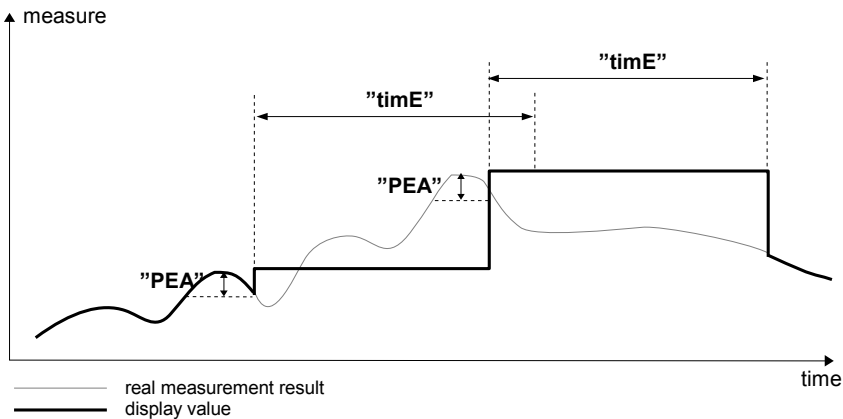 measure
”timE”
”timE”
”PEA”
”PEA”
time
real measurement result
display value